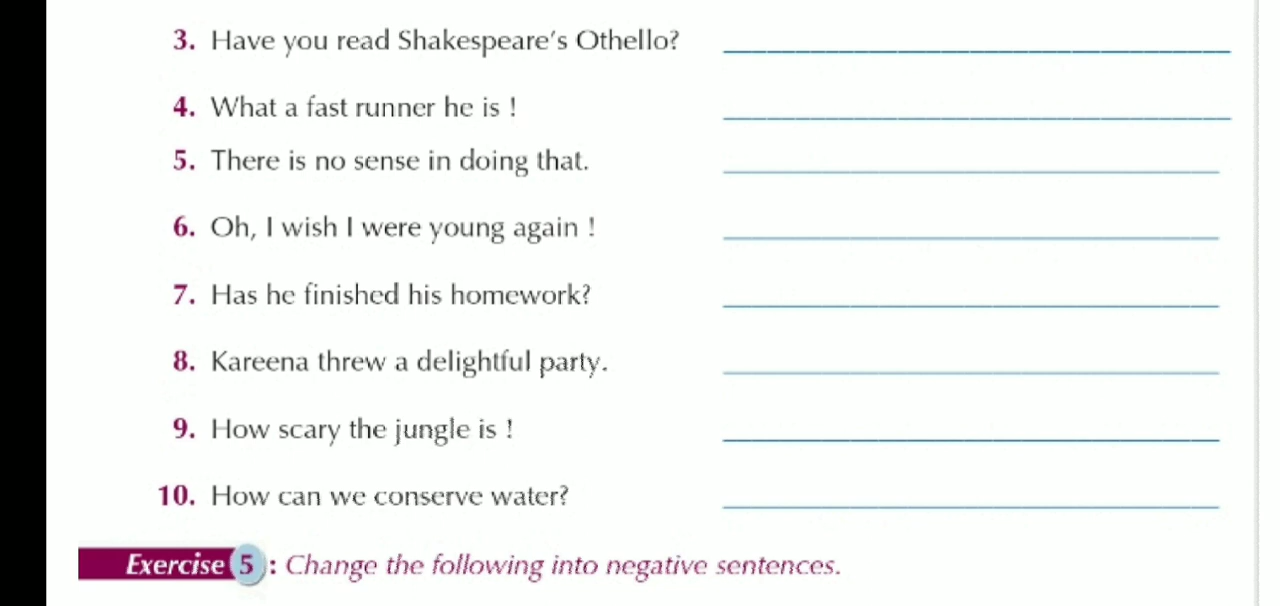 3. Have you read Shakespeare's Othello?
4. What a fast runner he is !
5. There is no sense in doing that.
6. Oh, I wish I were young again !
7. Has he finished his homework?
8. Kareena threw a delightful party.
9. How scary the jungle is !
10. How can we conserve water?
Exercise 5 : Change the following into negative sentences.